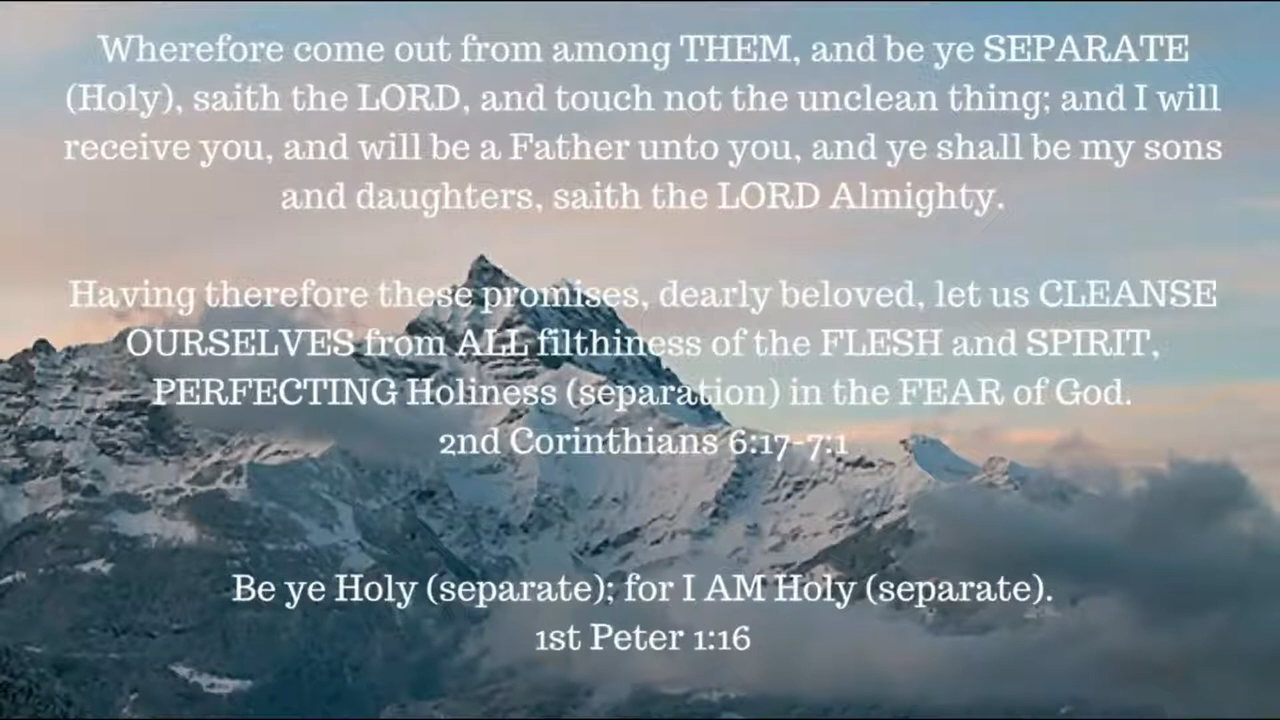 Wherefore come out from among THEM, and be ye SEPARATE
(Holy), saith the LORD, and touch not the unclean thing; and I will
receive you, and will be a Father unto you, and ye shall be my sons
and daughters, saith the LORD Almighty.
Having therefore these promises, dearly beloved, let us CLEANSE
OURSELVES from ALL filthiness of the FLESH and SPIRIT,
PERFECTING Holiness (separation) in the FEAR of God.
2nd Corinthians 6:17-7:1
Be ye Holy (separate); for I AM Holy (separate).
1st Peter 1:16